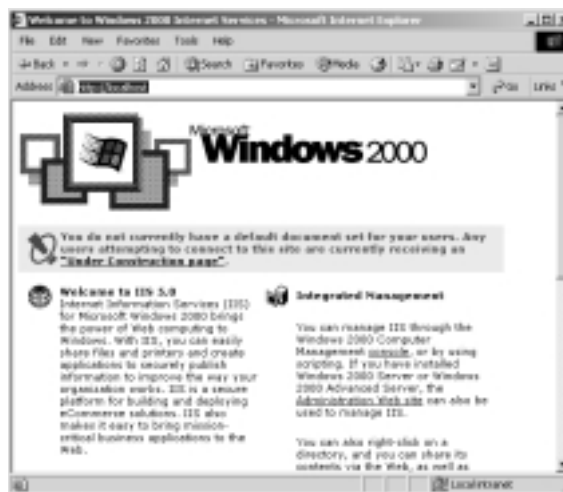 Welcome to Windows 2000 Internet Services - Microsoft Internet Explorer
File Edit View Favorites Tools Help
Back Search Favorites Media
Address http://localhost Go Links
Microsoft
Windows 2000
You do not currently have a default document set for your users. Any
users attempting to connect to this site are currently receiving an
"Under Construction page".
Welcome to IIS 5.0
Internet Information Services (IIS)
for Microsoft Windows 2000 brings
the power of Web computing to
Windows. With IIS, you can easily
share files and printers and create
applications to securely publish
information to improve the way your
organization works. IIS is a secure
platform for building and deploying
eCommerce solutions. IIS also
makes it easy to bring mission-
critical business applications to the
Web.
Integrated Management
You can manage IIS through the
Windows 2000 Computer
Management console, or by using
scripting. If you have installed
Windows 2000 Server or Windows
2000 Advanced Server, the
Administration Web site can also be
used to manage IIS.
You can also right-click on a
directory, and you can share its
contents via the Web, as well as
Local intranet